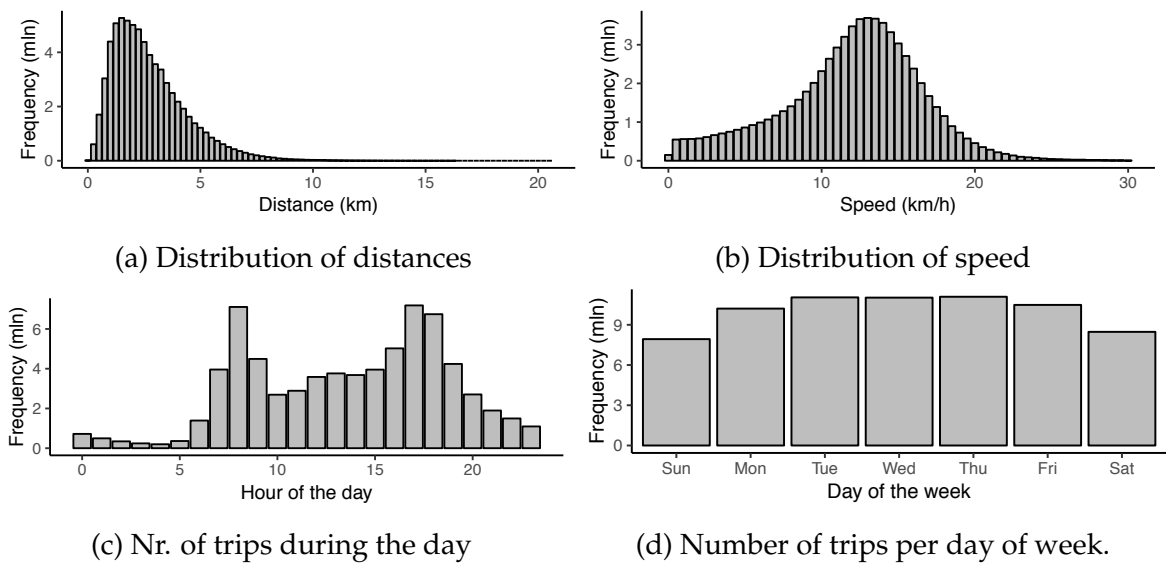 Frequency (mln)
4
2
0
0 5 10 15 20
Distance (km)
(a) Distribution of distances
Frequency (mln)
3
2
1
0
0 10 20 30
Speed (km/h)
(b) Distribution of speed
Frequency (mln)
6
4
2
0
0 5 10 15 20
Hour of the day
(c) Nr. of trips during the day
Frequency (mln)
9
6
3
0
Sun Mon Tue Wed Thu Fri Sat
Day of the week
(d) Number of trips per day of week.